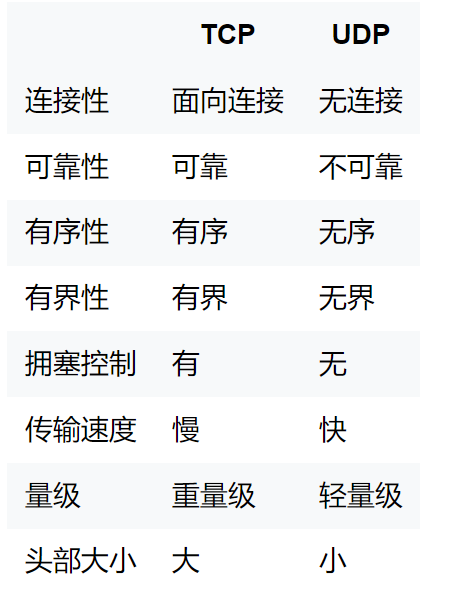 TCP UDP
连接性 面向连接 无连接
可靠性 可靠 不可靠
有序性 有序 无序
有界性 有界 无界
拥塞控制 有 无
传输速度 慢 快
量级 重量级 轻量级
头部大小 大 小